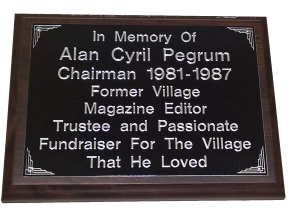 In Memory Of
Alan Cyril Pegrum
Chairman 1981-1987
Former Village
Magazine Editor
Trustee and Passionate
Fundraiser For The Village
That He Loved